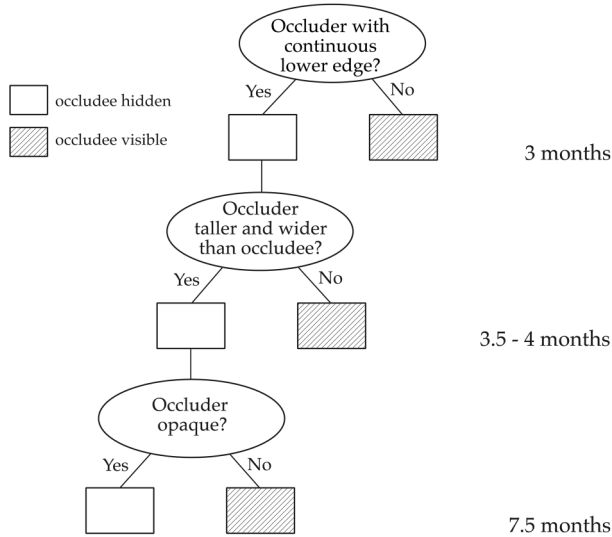 Occluder with
continuous
lower edge?
Yes
No
occludee hidden
occludee visible
3 months
Occluder
taller and wider
than occludee?
Yes
No
3.5 - 4 months
Occluder
opaque?
Yes
No
7.5 months